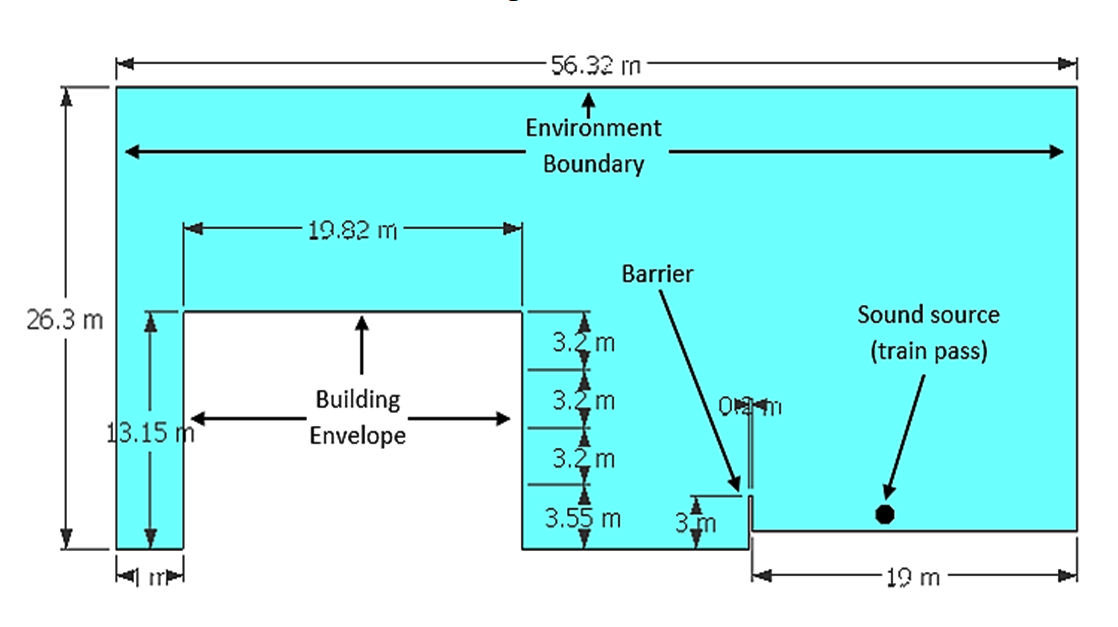 56.32 m
Environment
Boundary
19.82 m
Barrier
26.3 m
Sound source
(train pass)
3.2 m
Building
Envelope
3.2 m
0.2 m
13.15 m
3.2 m
3.55 m
3 m
m
19 m